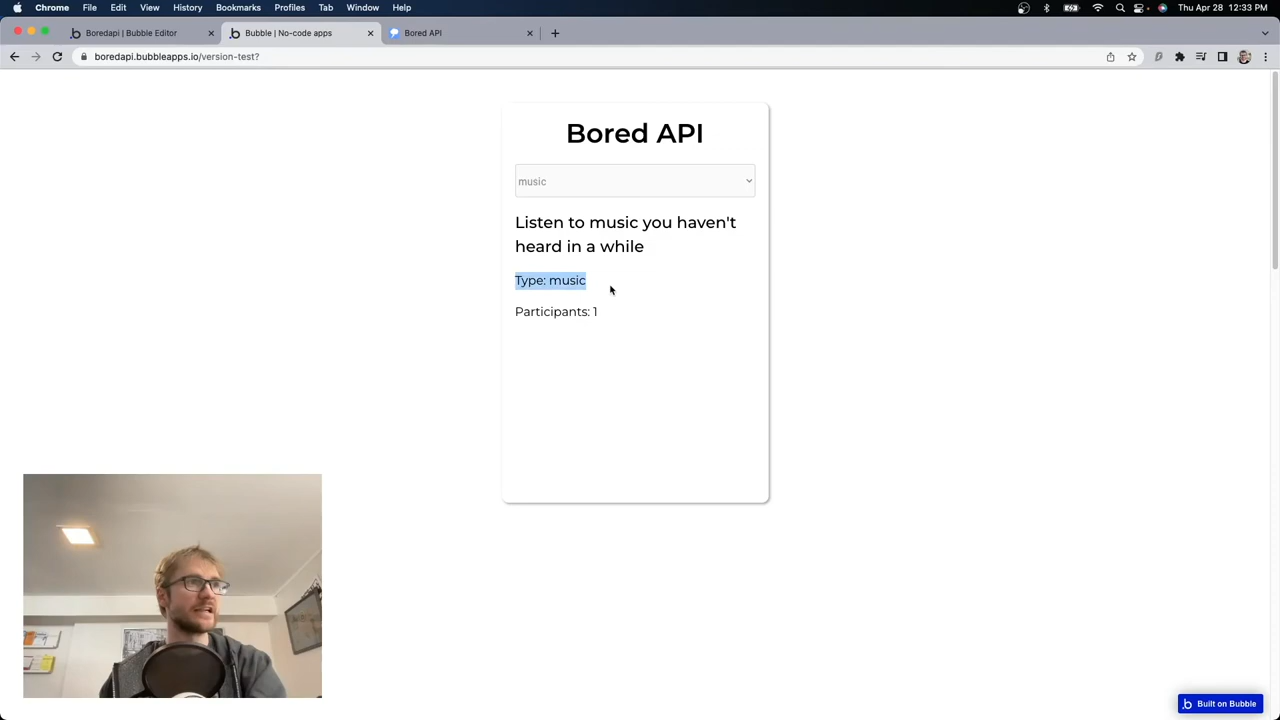 Chrome File Edit View History Bookmarks Profiles Tab Window Help Thu Apr 28 12:33 PM
Boredapi | Bubble Editor Bubble | No-code apps Bored API
boredapi.bubbleapps.io/version-test?
Bored API
music
Listen to music you haven't
heard in a while
Type: music
Participants: 1
Built on Bubble